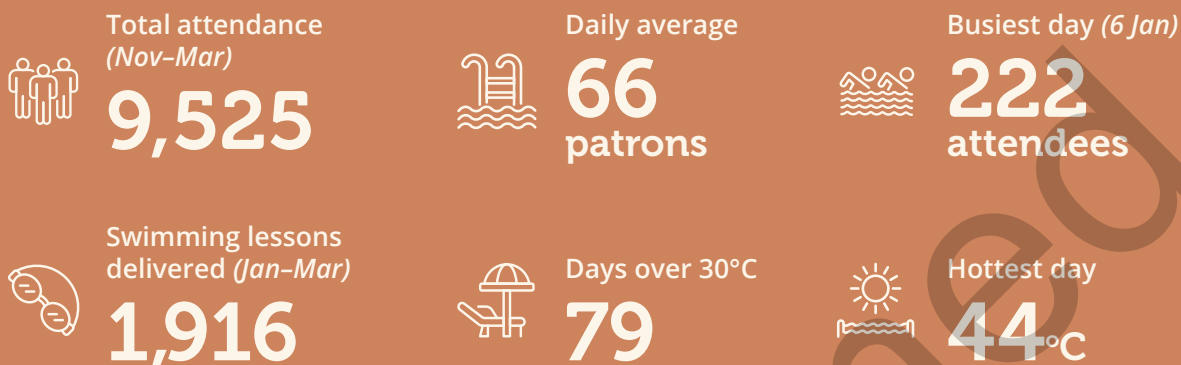 Total attendance
(Nov–Mar)
9,525
Daily average
66
patrons
Busiest day (6 Jan)
222
attendees
Swimming lessons
delivered (Jan–Mar)
1,916
Days over 30°C
79
Hottest day
44°C